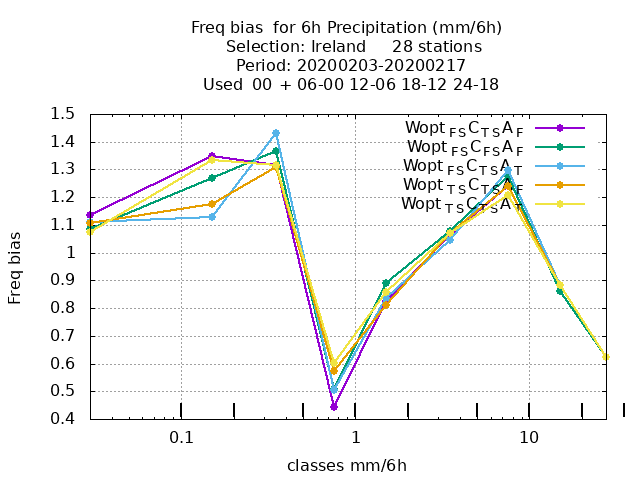 Freq bias  for 6h Precipitation (mm/6h)
Selection: Ireland     28 stations
Period: 20200203-20200217
Used  00 + 06-00 12-06 18-12 24-18
1.5
1.4
1.3
1.2
1.1
1
0.9
0.8
0.7
0.6
0.5
0.4
Freq bias
Wopt FS C TS A F
Wopt FS C FS A F
Wopt FS C TS A T
Wopt TS C TS A F
Wopt TS C TS A T
0.1 1 10
classes mm/6h